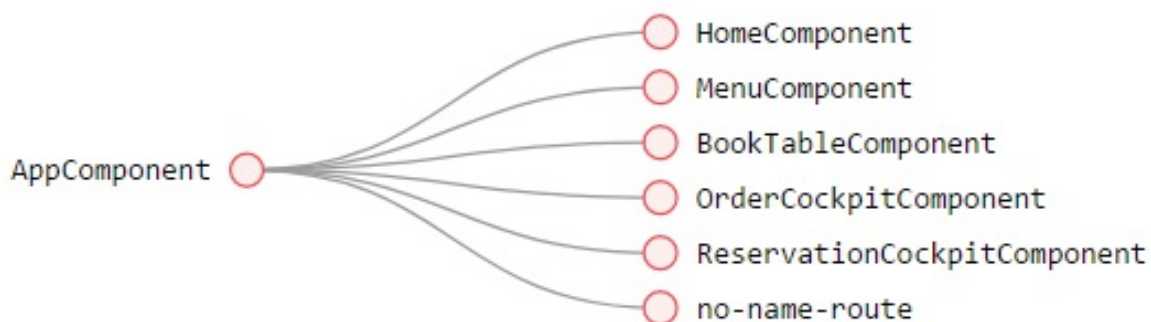 HomeComponent
MenuComponent
BookTableComponent
AppComponent
OrderCockpitComponent
ReservationCockpitComponent
no-name-route